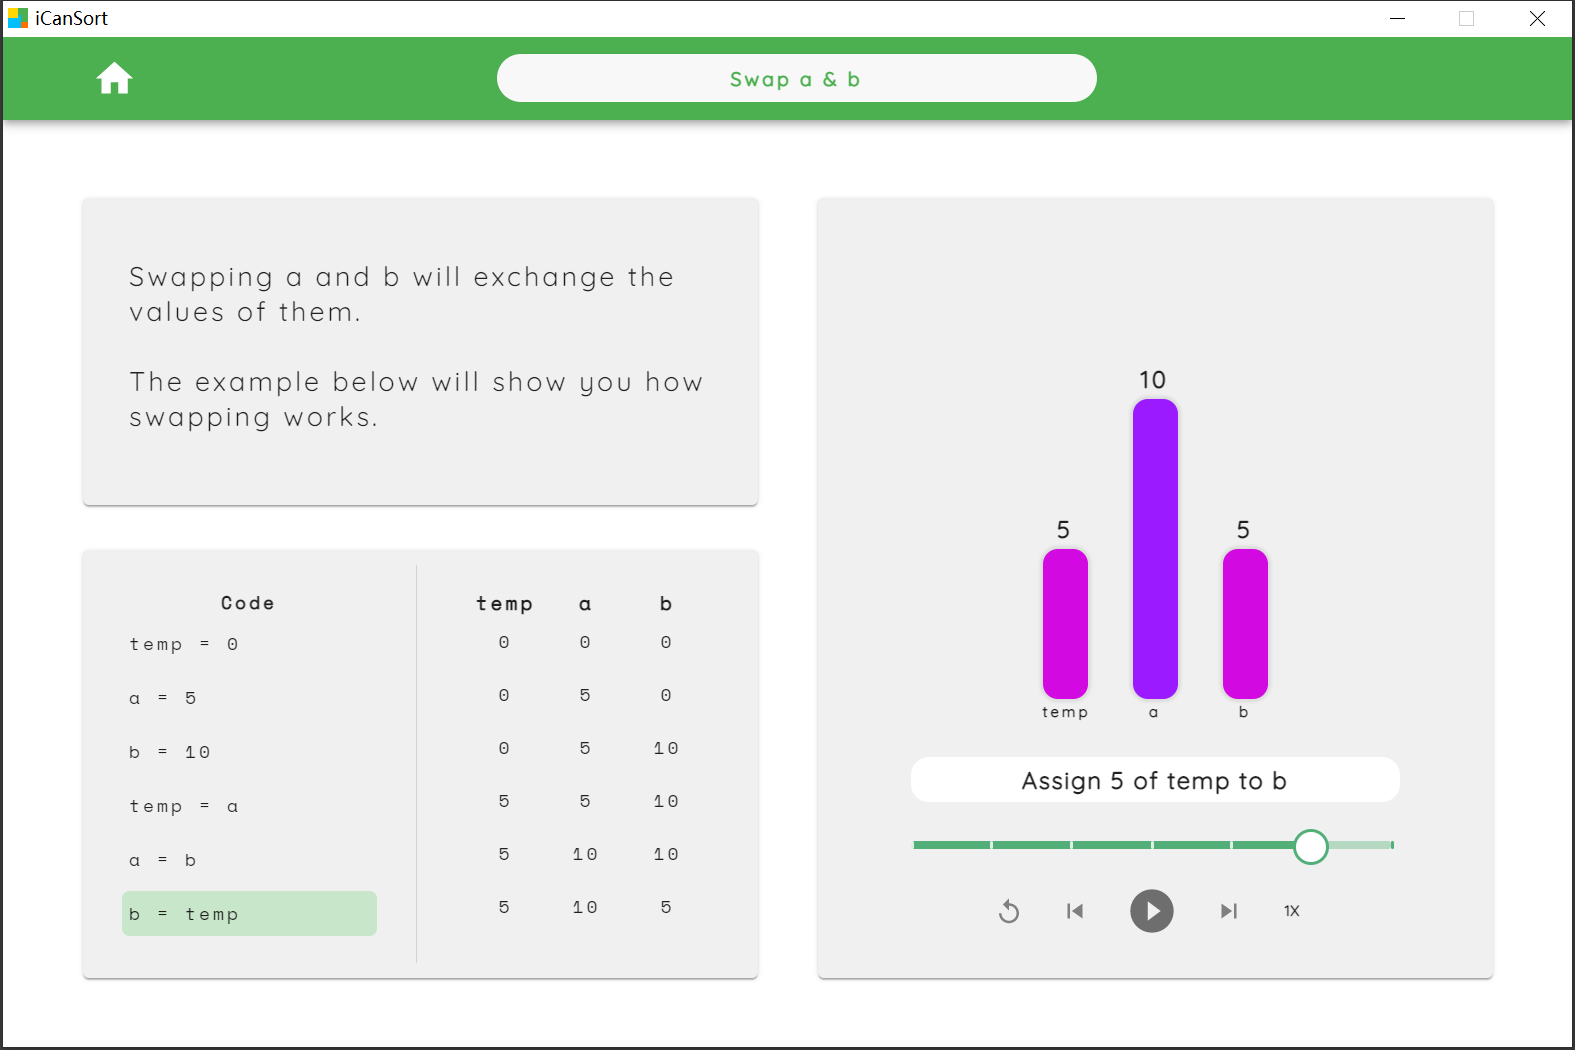 iCanSort
Swap a & b
Swapping a and b will exchange the
values of them.
The example below will show you how
swapping works.
Code
temp = 0
a = 5
b = 10
temp = a
a = b
b = temp
temp a b
0 0 0
0 5 0
0 5 10
5 5 10
5 10 10
5 10 5
10
5 5
temp a b
Assign 5 of temp to b
1X